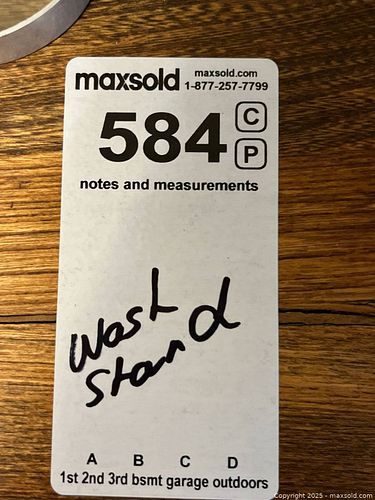 maxsold maxsold.com
1-877-257-7799
584 C
P
notes and measurements
Wash
Stand
A B C D
1st 2nd 3rd bsmt garage outdoors
Copyright 2025 - maxsold.com